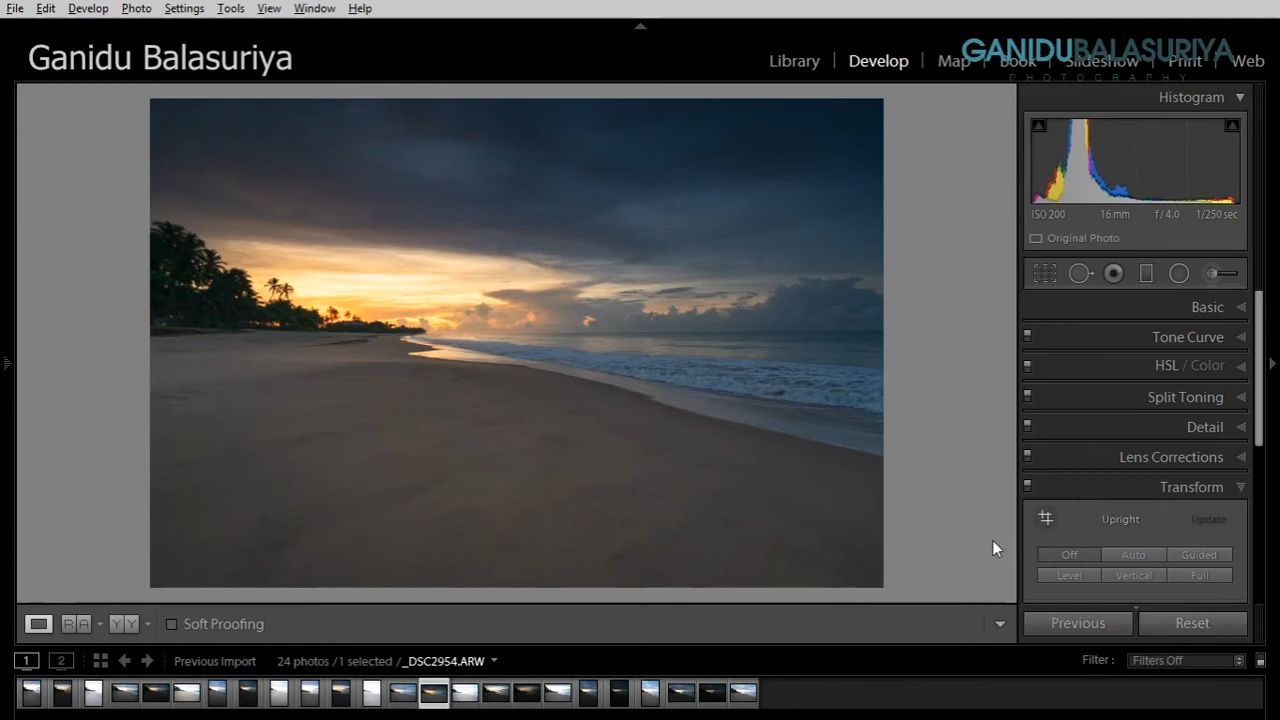 File Edit Develop Photo Settings Tools View Window Help
Ganidu Balasuriya
Library Develop Map Book Slideshow Print Web
GANIDUBALASURIYA
PHOTOGRAPHY
Histogram
ISO 200 16 mm f / 4.0 1/250 sec
Original Photo
Basic
Tone Curve
HSL / Color
Split Toning
Detail
Lens Corrections
Transform
Upright Update
Off Auto Guided
Level Vertical Full
Previous Reset
RA YY Soft Proofing
1 2 Previous Import 24 photos / 1 selected / _DSC2954.ARW Filter : Filters Off